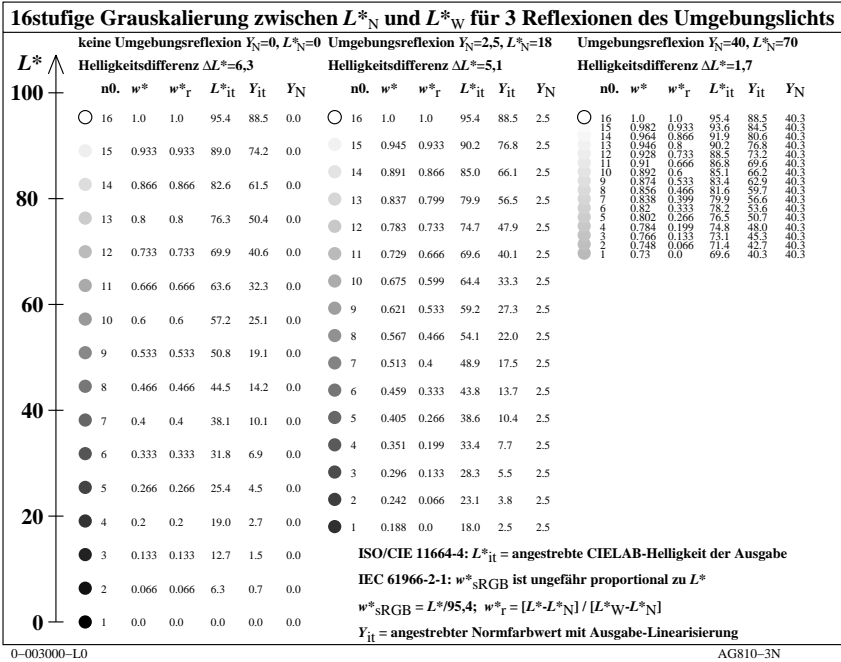 16stufige Grauskalierung zwischen L*N und L*W für 3 Reflexionen des Umgebungslichts
keine Umgebungsreflexion YN=0, L*N=0
Helligkeitsdifferenz ΔL*=6,3
n0. w* w*r L*it Yit YN
16 1.0 1.0 95.4 88.5 0.0
15 0.933 0.933 89.0 74.2 0.0
14 0.866 0.866 82.6 61.5 0.0
13 0.8 0.8 76.3 50.4 0.0
12 0.733 0.733 69.9 40.6 0.0
11 0.666 0.666 63.6 32.3 0.0
10 0.6 0.6 57.2 25.1 0.0
9 0.533 0.533 50.8 19.1 0.0
8 0.466 0.466 44.5 14.2 0.0
7 0.4 0.4 38.1 10.1 0.0
6 0.333 0.333 31.8 6.9 0.0
5 0.266 0.266 25.4 4.5 0.0
4 0.2 0.2 19.0 2.7 0.0
3 0.133 0.133 12.7 1.5 0.0
2 0.066 0.066 6.3 0.7 0.0
1 0.0 0.0 0.0 0.0 0.0
L*
100
80
60
40
20
0
Umgebungsreflexion YN=2,5, L*N=18
Helligkeitsdifferenz ΔL*=5,1
n0. w* w*r L*it Yit YN
16 1.0 1.0 95.4 88.5 2.5
15 0.945 0.933 90.2 76.8 2.5
14 0.891 0.866 85.0 66.1 2.5
13 0.837 0.799 79.9 56.5 2.5
12 0.783 0.733 74.7 47.9 2.5
11 0.729 0.666 69.6 40.1 2.5
10 0.675 0.599 64.4 33.3 2.5
9 0.621 0.533 59.2 27.3 2.5
8 0.567 0.466 54.1 22.0 2.5
7 0.513 0.4 48.9 17.5 2.5
6 0.459 0.333 43.8 13.7 2.5
5 0.405 0.266 38.6 10.4 2.5
4 0.351 0.199 33.4 7.7 2.5
3 0.296 0.133 28.3 5.5 2.5
2 0.242 0.066 23.1 3.8 2.5
1 0.188 0.0 18.0 2.5 2.5
Umgebungsreflexion YN=40, L*N=70
Helligkeitsdifferenz ΔL*=1,7
n0. w* w*r L*it Yit YN
16 1.0 1.0 95.4 88.5 40.3
15 0.982 0.933 93.6 84.5 40.3
14 0.964 0.866 91.9 80.6 40.3
13 0.946 0.8 90.2 76.8 40.3
12 0.928 0.733 88.5 73.2 40.3
11 0.91 0.666 86.8 69.6 40.3
10 0.892 0.6 85.1 66.2 40.3
9 0.874 0.533 83.4 62.9 40.3
8 0.856 0.466 81.6 59.7 40.3
7 0.838 0.399 79.9 56.6 40.3
6 0.82 0.333 78.2 53.6 40.3
5 0.802 0.266 76.5 50.7 40.3
4 0.784 0.199 74.8 48.0 40.3
3 0.766 0.133 73.1 45.3 40.3
2 0.748 0.066 71.4 42.7 40.3
1 0.73 0.0 69.6 40.3 40.3
ISO/CIE 11664-4: L*it = angestrebte CIELAB-Helligkeit der Ausgabe
IEC 61966-2-1: w*sRGB ist ungefähr proportional zu L*
w*sRGB = L*/95,4; w*r = [L*-L*N] / [L*W-L*N]
Yit = angestrebter Normfarbwert mit Ausgabe-Linearisierung
0-003000-L0
AG810-3N